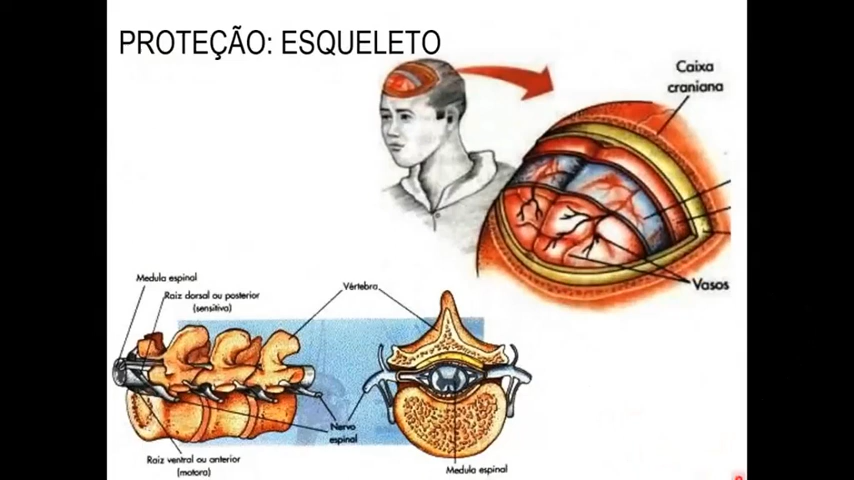 PROTEÇÃO: ESQUELETO
Caixa
craniana
Vasos
Medula espinal
Raiz dorsal ou posterior
(sensitiva)
Vértebra
Nervo
espinal
Raiz ventral ou anterior
(motora)
Medula espinal